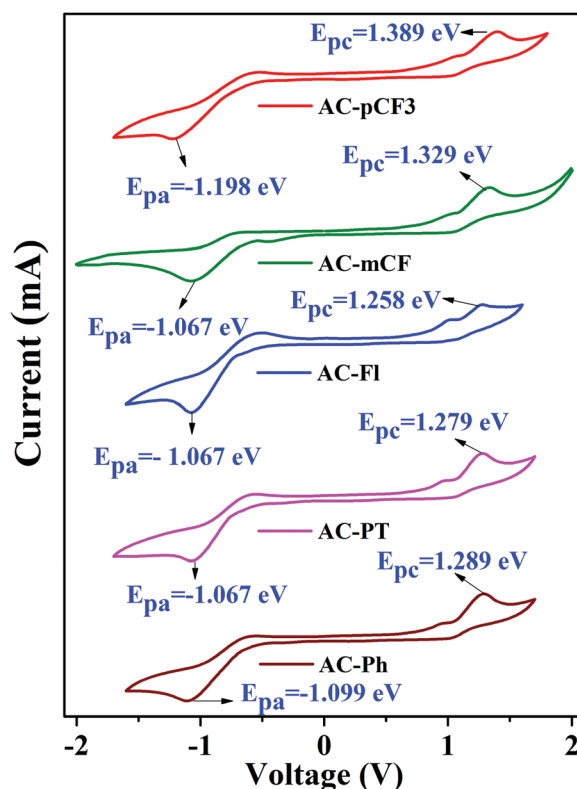 Epc=1.389 eV
AC-pCF3
Epa=-1.198 eV
Epc=1.329 eV
AC-mCF
Epa=-1.067 eV
Epc=1.258 eV
AC-Fl
Epa=- 1.067 eV
Epc=1.279 eV
AC-PT
Epa=-1.067 eV
Epc=1.289 eV
AC-Ph
Epa=-1.099 eV
Current (mA)
-2 -1 0 1 2
Voltage (V)